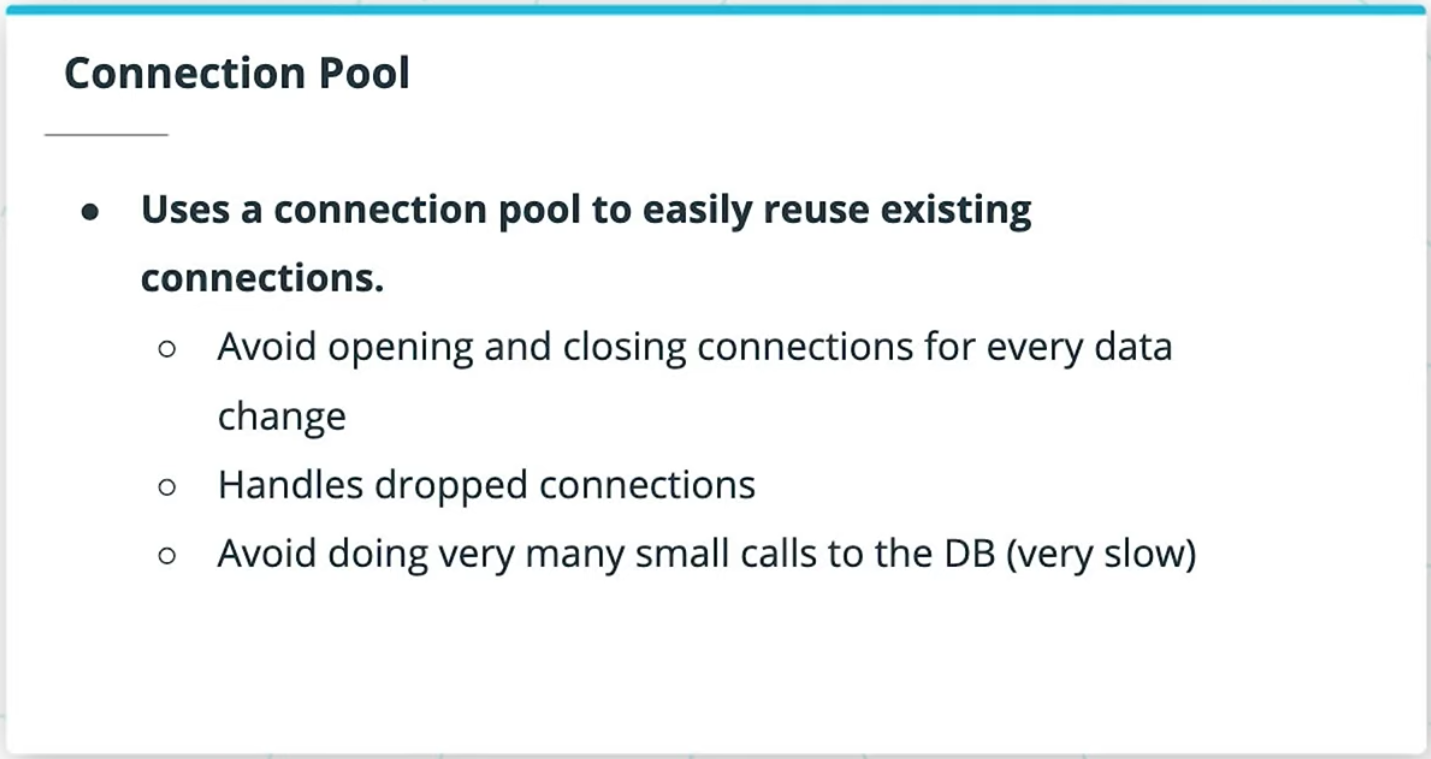 Connection Pool
● Uses a connection pool to easily reuse existing
connections.
○ Avoid opening and closing connections for every data
change
○ Handles dropped connections
○ Avoid doing very many small calls to the DB (very slow)